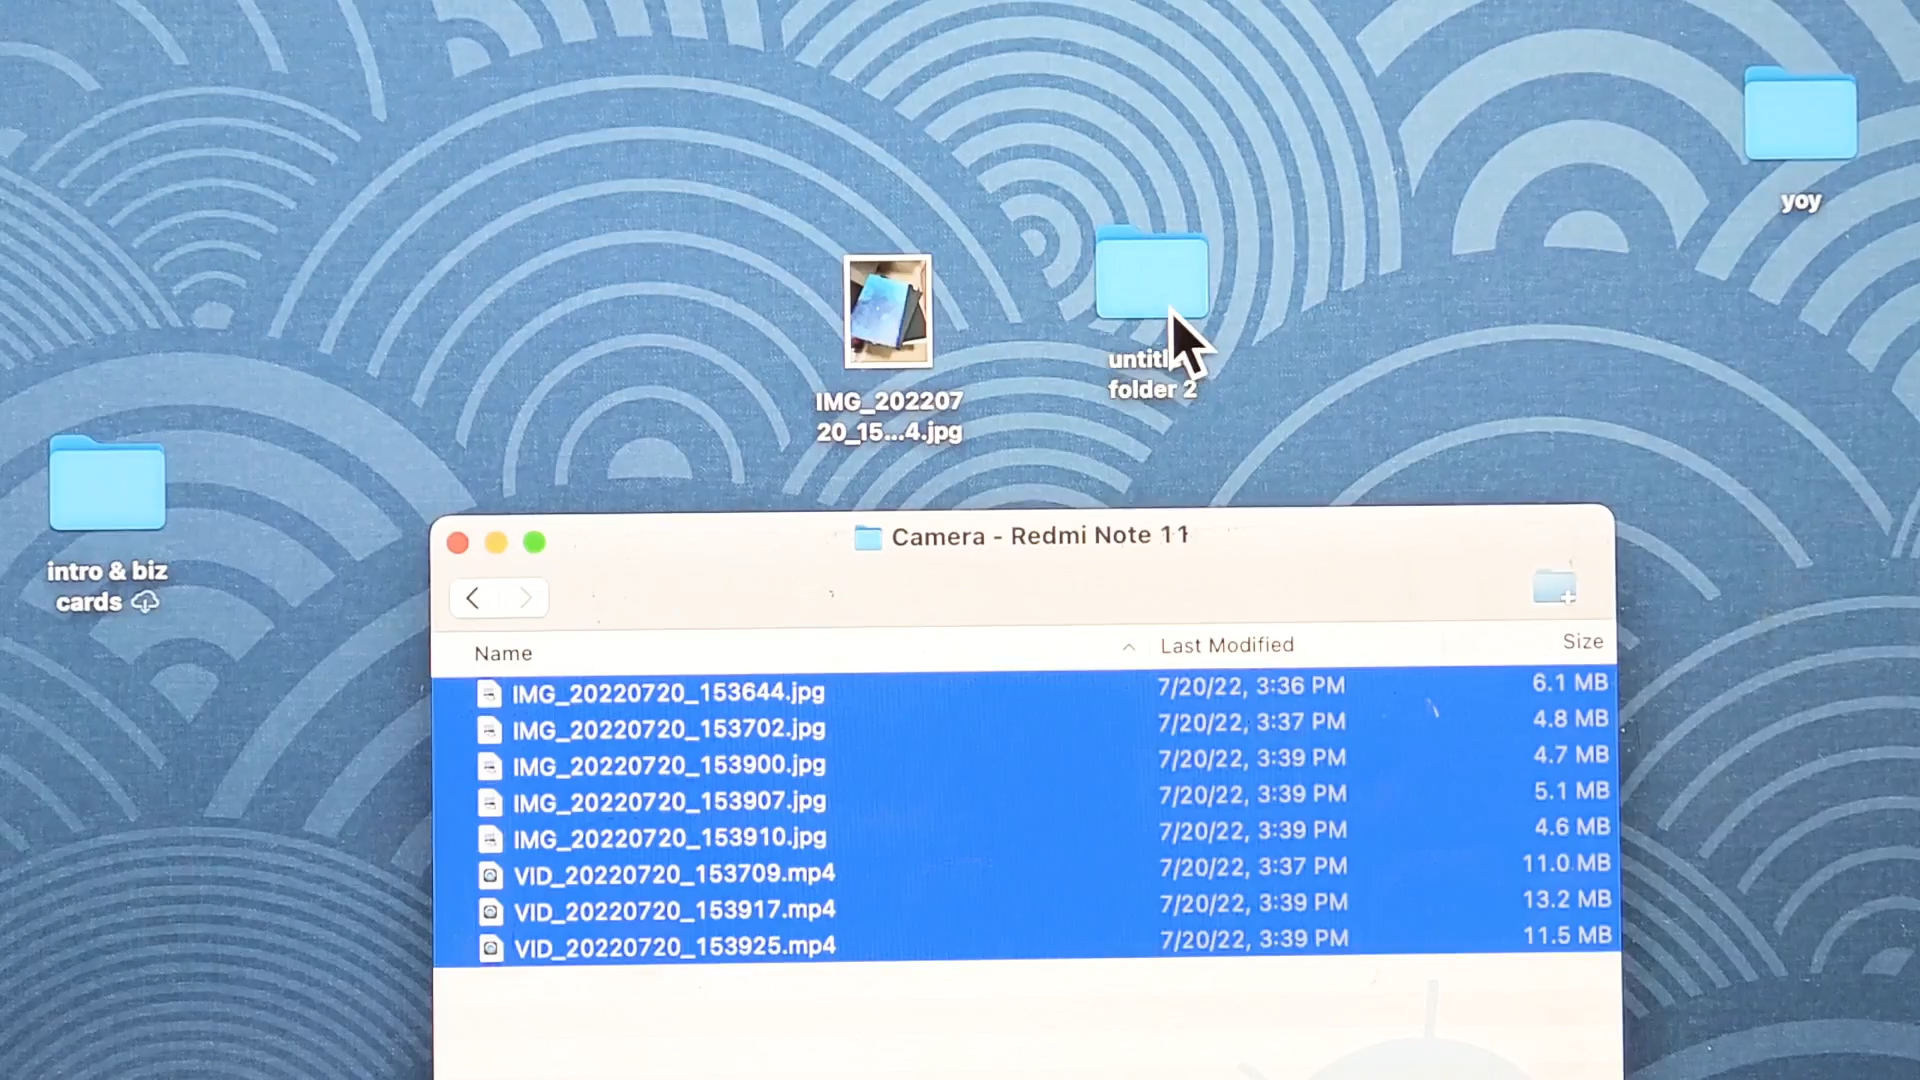 yoy
IMG_202207
20_15...4.jpg
folder 2
intro & biz
cards
Camera - Redmi Note 11
Name Last Modified Size
IMG_20220720_153644.jpg 7/20/22, 3:36 PM 6.1 MB
IMG_20220720_153702.jpg 7/20/22, 3:37 PM 4.8 MB
IMG_20220720_153900.jpg 7/20/22, 3:39 PM 4.7 MB
IMG_20220720_153907.jpg 7/20/22, 3:39 PM 5.1 MB
IMG_20220720_153910.jpg 7/20/22, 3:39 PM 4.6 MB
VID_20220720_153709.mp4 7/20/22, 3:37 PM 11.0 MB
VID_20220720_153917.mp4 7/20/22, 3:39 PM 13.2 MB
VID_20220720_153925.mp4 7/20/22, 3:39 PM 11.5 MB